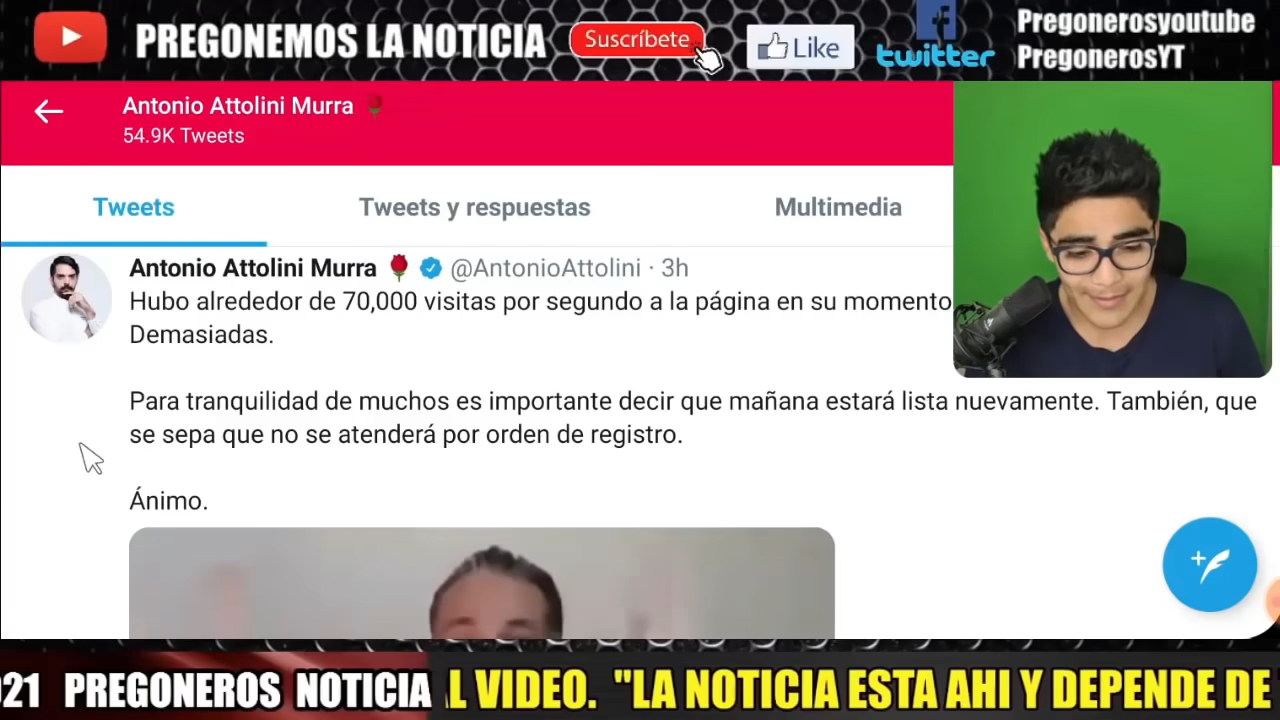 PREGONEMOS LA NOTICIA
Suscríbete
Like
twitter
Pregonerosyoutube
PregonerosYT
Antonio Attolini Murra 🌹
54.9K Tweets
Tweets
Tweets y respuestas
Multimedia
Antonio Attolini Murra 🌹 @AntonioAttolini · 3h
Hubo alrededor de 70,000 visitas por segundo a la página en su momento
Demasiadas.
Para tranquilidad de muchos es importante decir que mañana estará lista nuevamente. También, que
se sepa que no se atenderá por orden de registro.
Ánimo.
021 PREGONEROS NOTICIA
L VIDEO. "LA NOTICIA ESTA AHI Y DEPENDE DE